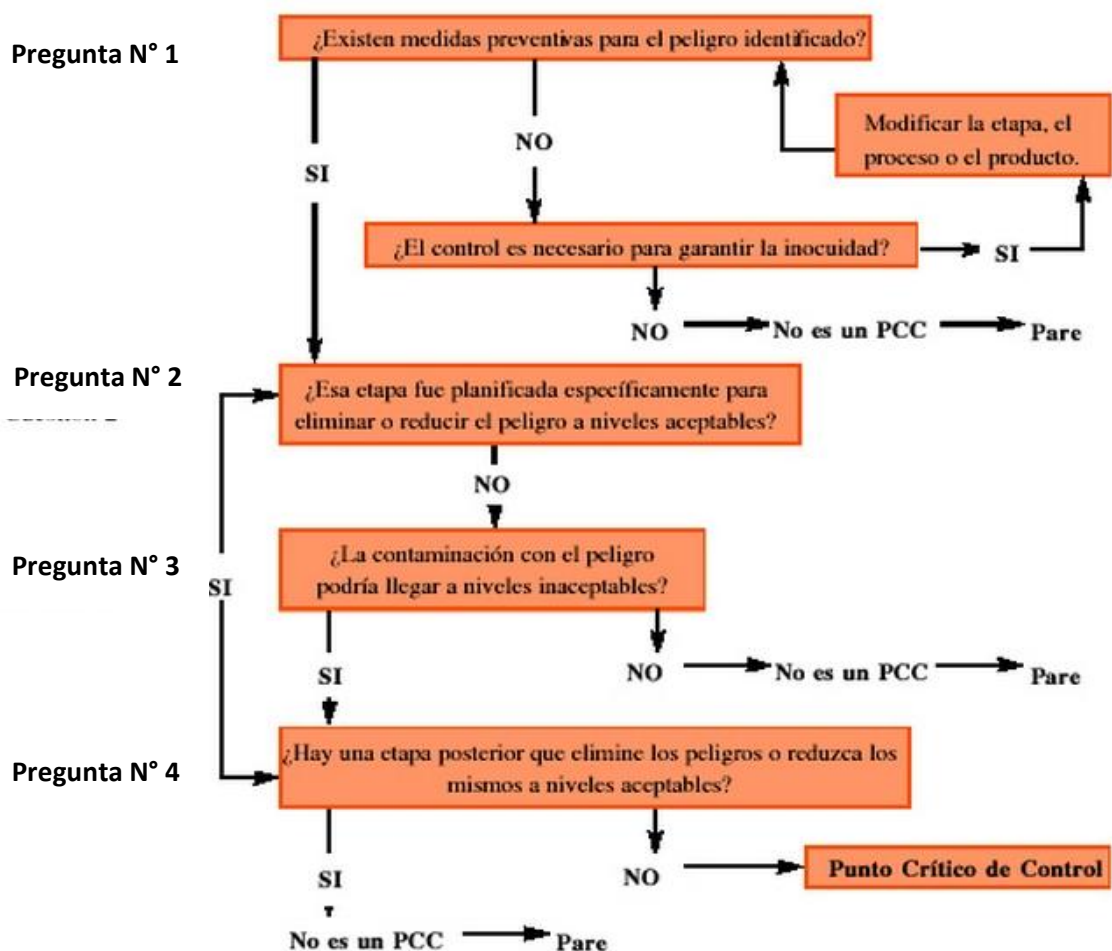 Pregunta N° 1
¿Existen medidas preventivas para el peligro identificado?
Modificar la etapa, el
proceso o el producto.
NO
SI
¿El control es necesario para garantir la inocuidad?
SI
NO
No es un PCC
Pare
Pregunta N° 2
¿Esa etapa fue planificada específicamente para
eliminar o reducir el peligro a niveles aceptables?
NO
Pregunta N° 3
¿La contaminación con el peligro
podría llegar a niveles inaceptables?
SI
SI
NO
No es un PCC
Pare
Pregunta N° 4
¿Hay una etapa posterior que elimine los peligros o reduzca los
mismos a niveles aceptables?
SI
NO
Punto Crítico de Control
No es un PCC
Pare